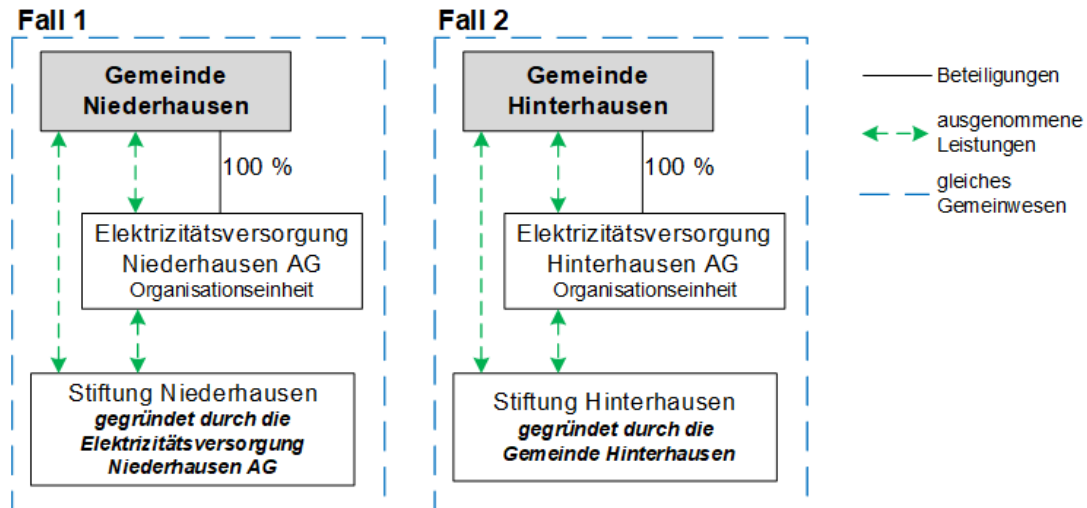 Fall 1
Gemeinde
Niederhausen
100 %
Elektrizitätsversorgung
Niederhausen AG
Organisationseinheit
Stiftung Niederhausen
gegründet durch die
Elektrizitätsversorgung
Niederhausen AG
Fall 2
Gemeinde
Hinterhausen
100 %
Elektrizitätsversorgung
Hinterhausen AG
Organisationseinheit
Stiftung Hinterhausen
gegründet durch die
Gemeinde Hinterhausen
Beteiligungen
ausgenommene
Leistungen
gleiches
Gemeinwesen